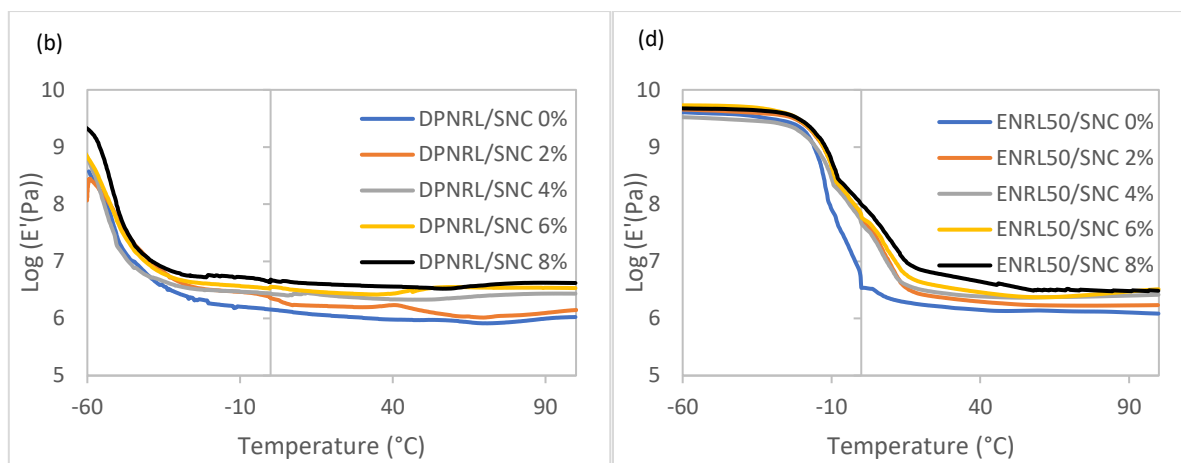 (b)
10
9
8
7
6
5
Log (E'(Pa))
-60
-10
40
90
Temperature (°C)
DPNRL/SNC 0%
DPNRL/SNC 2%
DPNRL/SNC 4%
DPNRL/SNC 6%
DPNRL/SNC 8%
(d)
10
9
8
7
6
5
Log (E'(Pa))
-60
-10
40
90
Temperature (°C)
ENRL50/SNC 0%
ENRL50/SNC 2%
ENRL50/SNC 4%
ENRL50/SNC 6%
ENRL50/SNC 8%